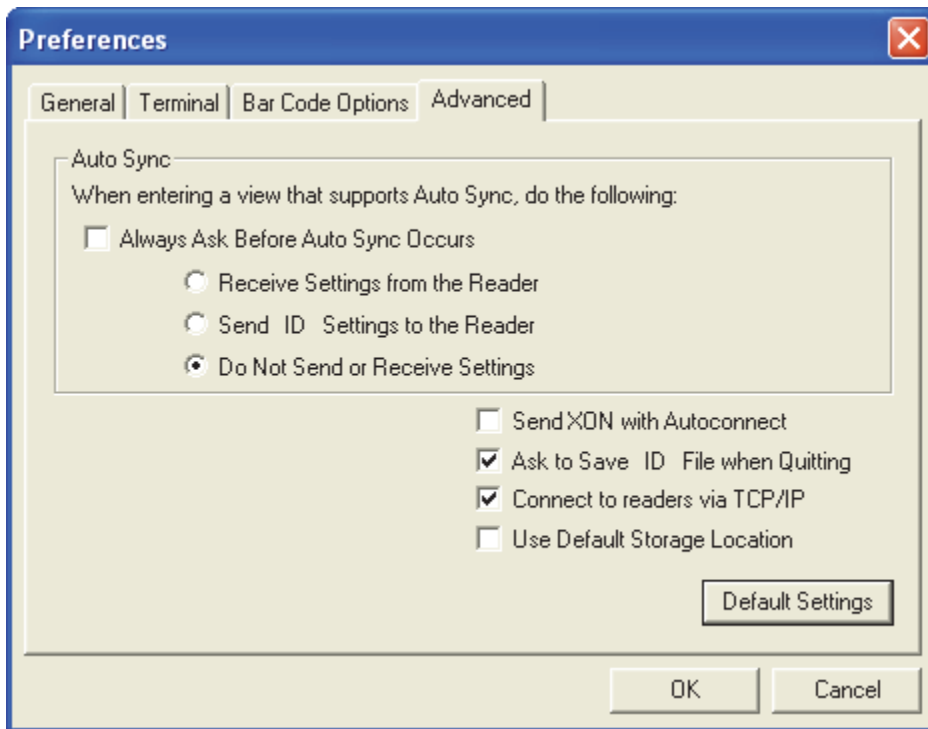 Preferences
General Terminal Bar Code Options Advanced
Auto Sync
When entering a view that supports Auto Sync, do the following:
Always Ask Before Auto Sync Occurs
Receive Settings from the Reader
Send ID Settings to the Reader
Do Not Send or Receive Settings
Send XON with Autoconnect
Ask to Save ID File when Quitting
Connect to readers via TCP/IP
Use Default Storage Location
Default Settings
OK Cancel